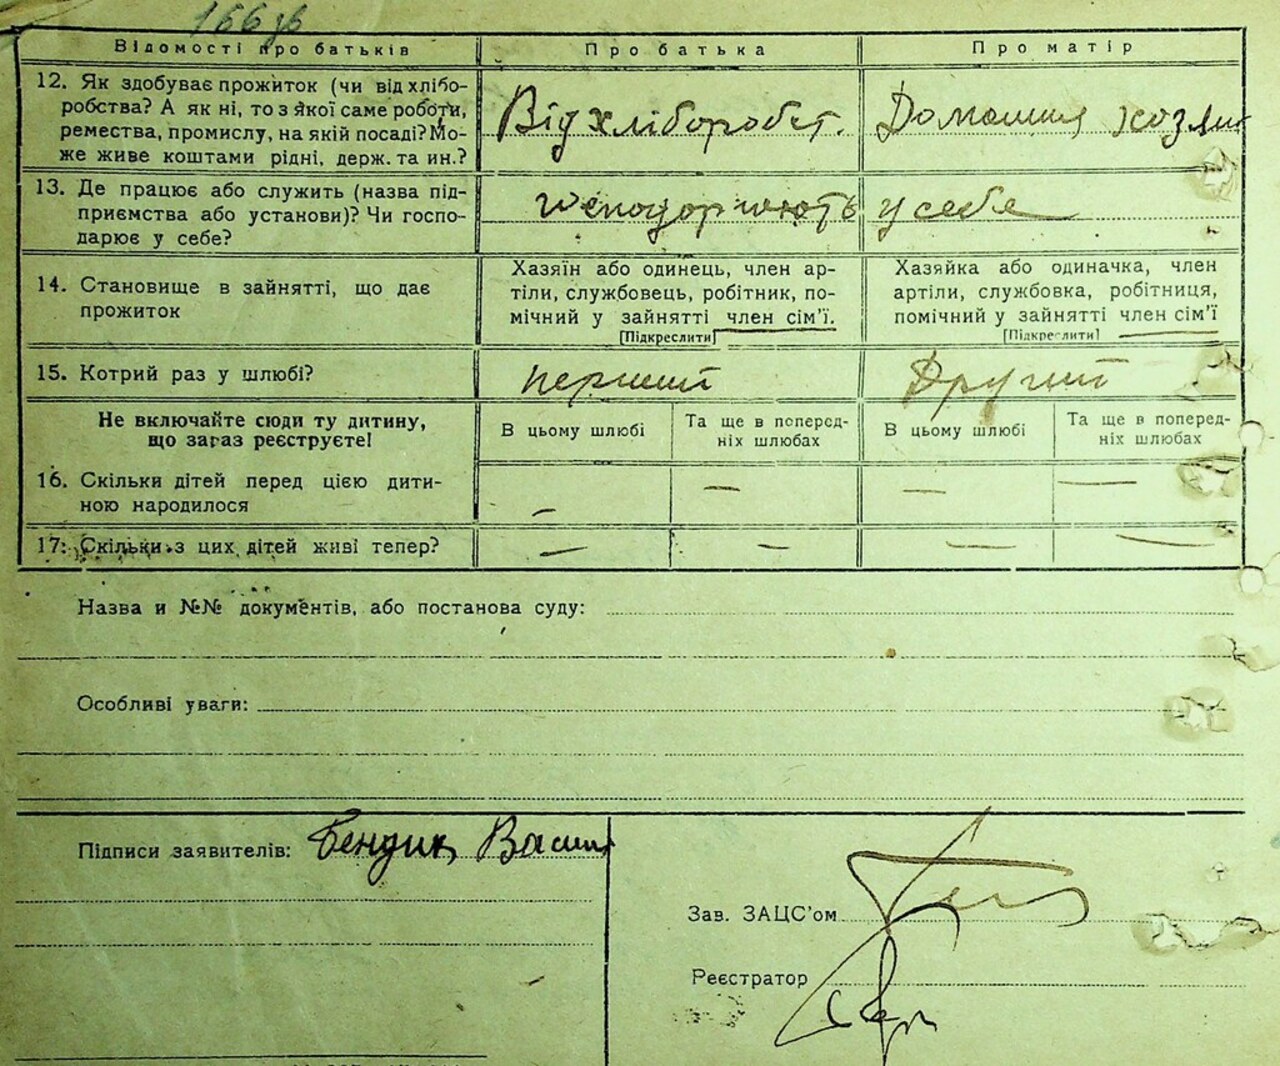 166 зв
Відомості про батьків
Про батька
Про матір
12. Як здобуває прожиток (чи від хлібо-
робства? А як ні, то з якої саме роботи,
ремества, промислу, на якій посаді? Мо-
же живе коштами рідні, держ. та ин.?
Від хліборобст.
Домашня хозяй
13. Де працює або служить (назва під-
приємства або установи)? Чи госпо-
дарює у себе?
у себе
14. Становище в зайнятті, що дає
прожиток
Хазяїн або одинець, член ар-
тіли, службовець, робітник, по-
мічний у зайнятті член сім'ї.
[Підкреслити]
Хазяйка або одиначка, член
артіли, службовка, робітниця,
помічний у зайнятті член сім'ї
[Підкреслити]
15. Котрий раз у шлюбі?
перший
Другий
Не включайте сюди ту дитину,
що загаз реєструєте!
В цьому шлюбі
Та ще в поперед-
ніх шлюбах
В цьому шлюбі
Та ще в поперед-
ніх шлюбах
16. Скільки дітей перед цією дити-
ною народилося
— — — —
17: Скільки з цих дітей живі тепер?
— — — —
Назва и №№ документів, або постанова суду:
Особливі уваги:
Підписи заявителів: Бендик Васил
Зав. ЗАЦС'ом
Реєстратор